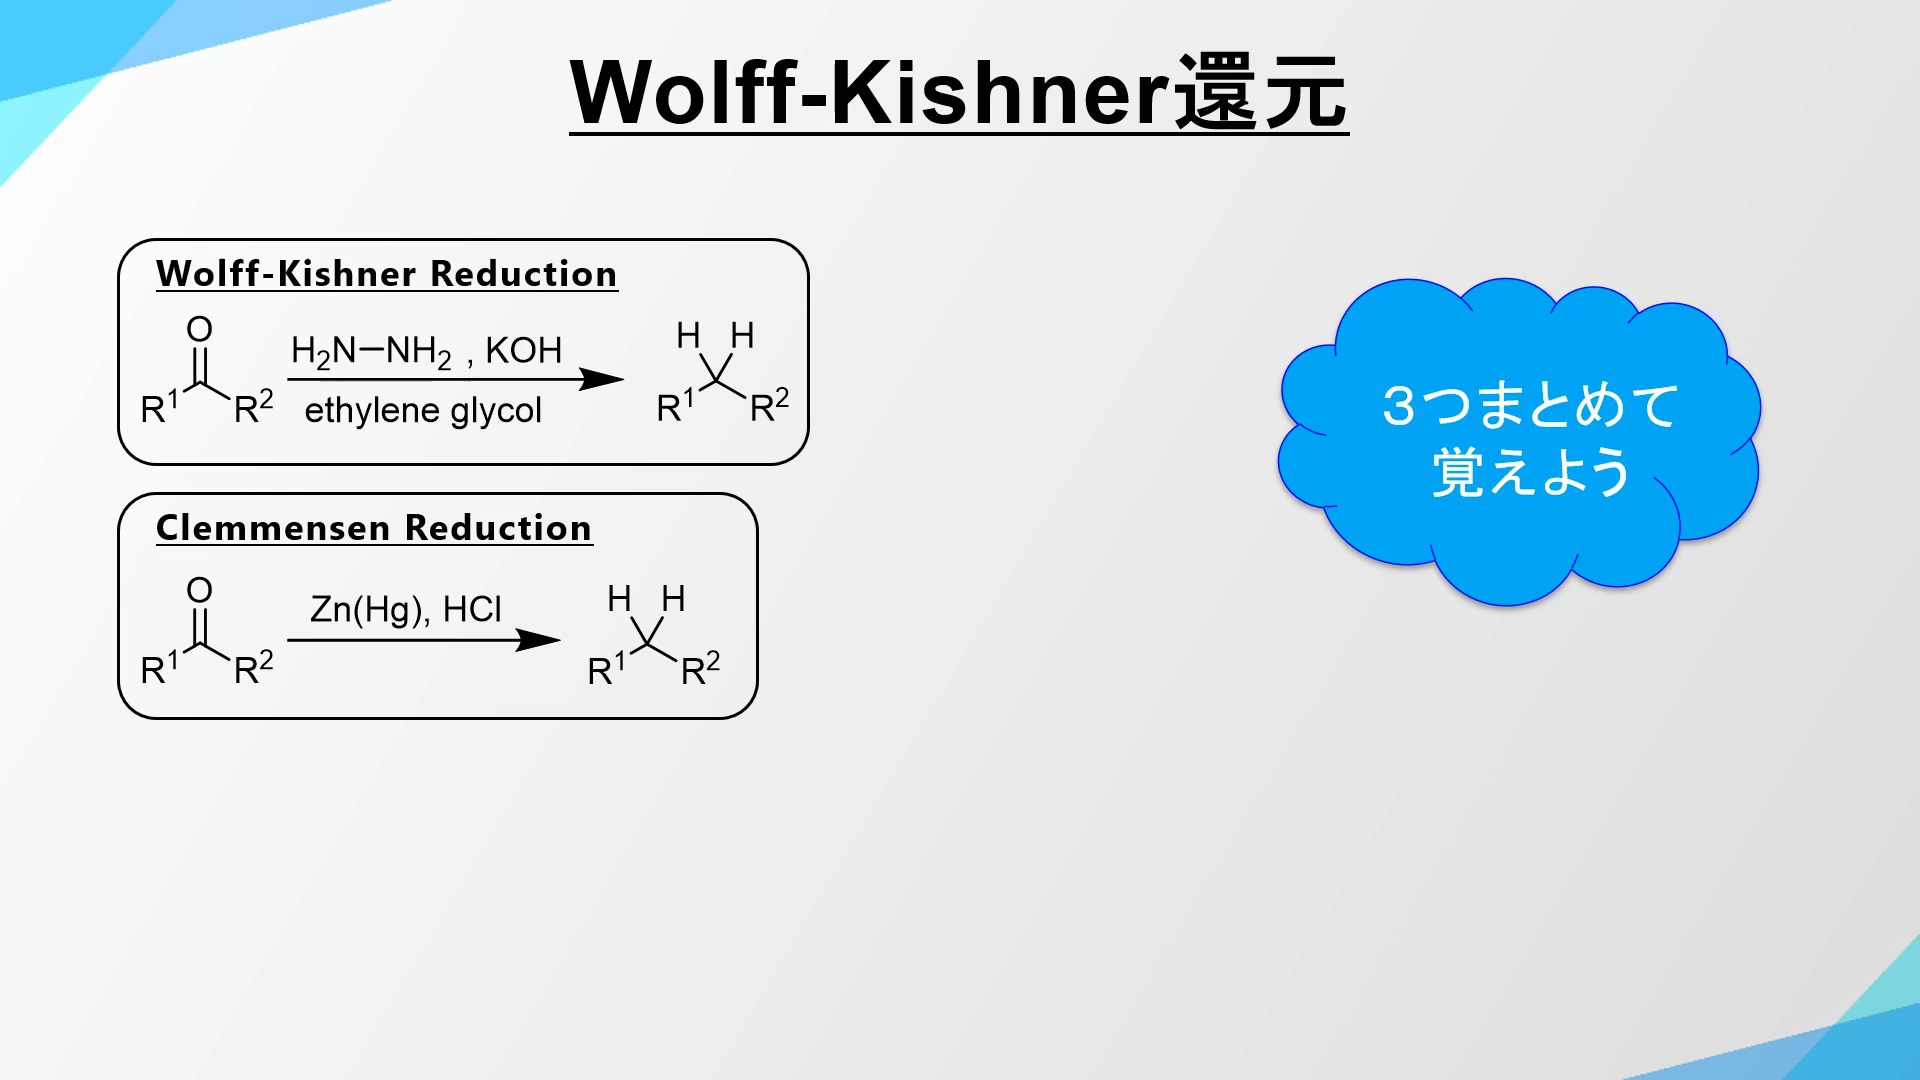 Wolff-Kishner還元
Wolff-Kishner Reduction
O
R¹ R²
H₂N−NH₂ , KOH
ethylene glycol
H H
R¹ R²
Clemmensen Reduction
O
R¹ R²
Zn(Hg), HCl
H H
R¹ R²
３つまとめて
覚えよう